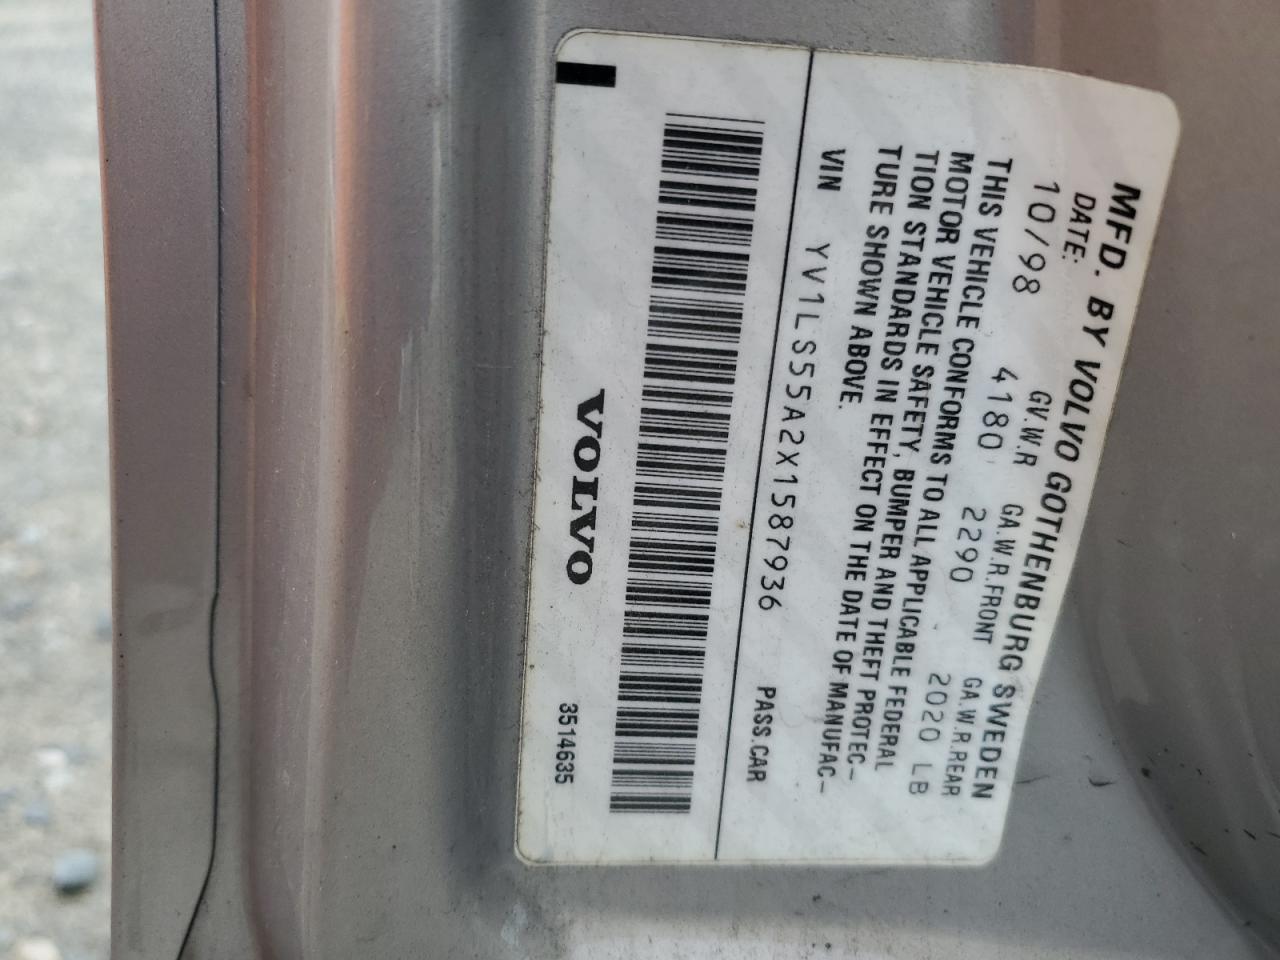 MFD. BY VOLVO GOTHENBURG SWEDEN
DATE: GV.W.R GA.W.R.FRONT GA.W.R.REAR
10/98 4180 2290 2020 LB
THIS VEHICLE CONFORMS TO ALL APPLICABLE FEDERAL
MOTOR VEHICLE SAFETY, BUMPER AND THEFT PROTEC-
TION STANDARDS IN EFFECT ON THE DATE OF MANUFAC-
TURE SHOWN ABOVE.
VIN YV1LS55A2X1587936 PASS.CAR
VOLVO 3514635